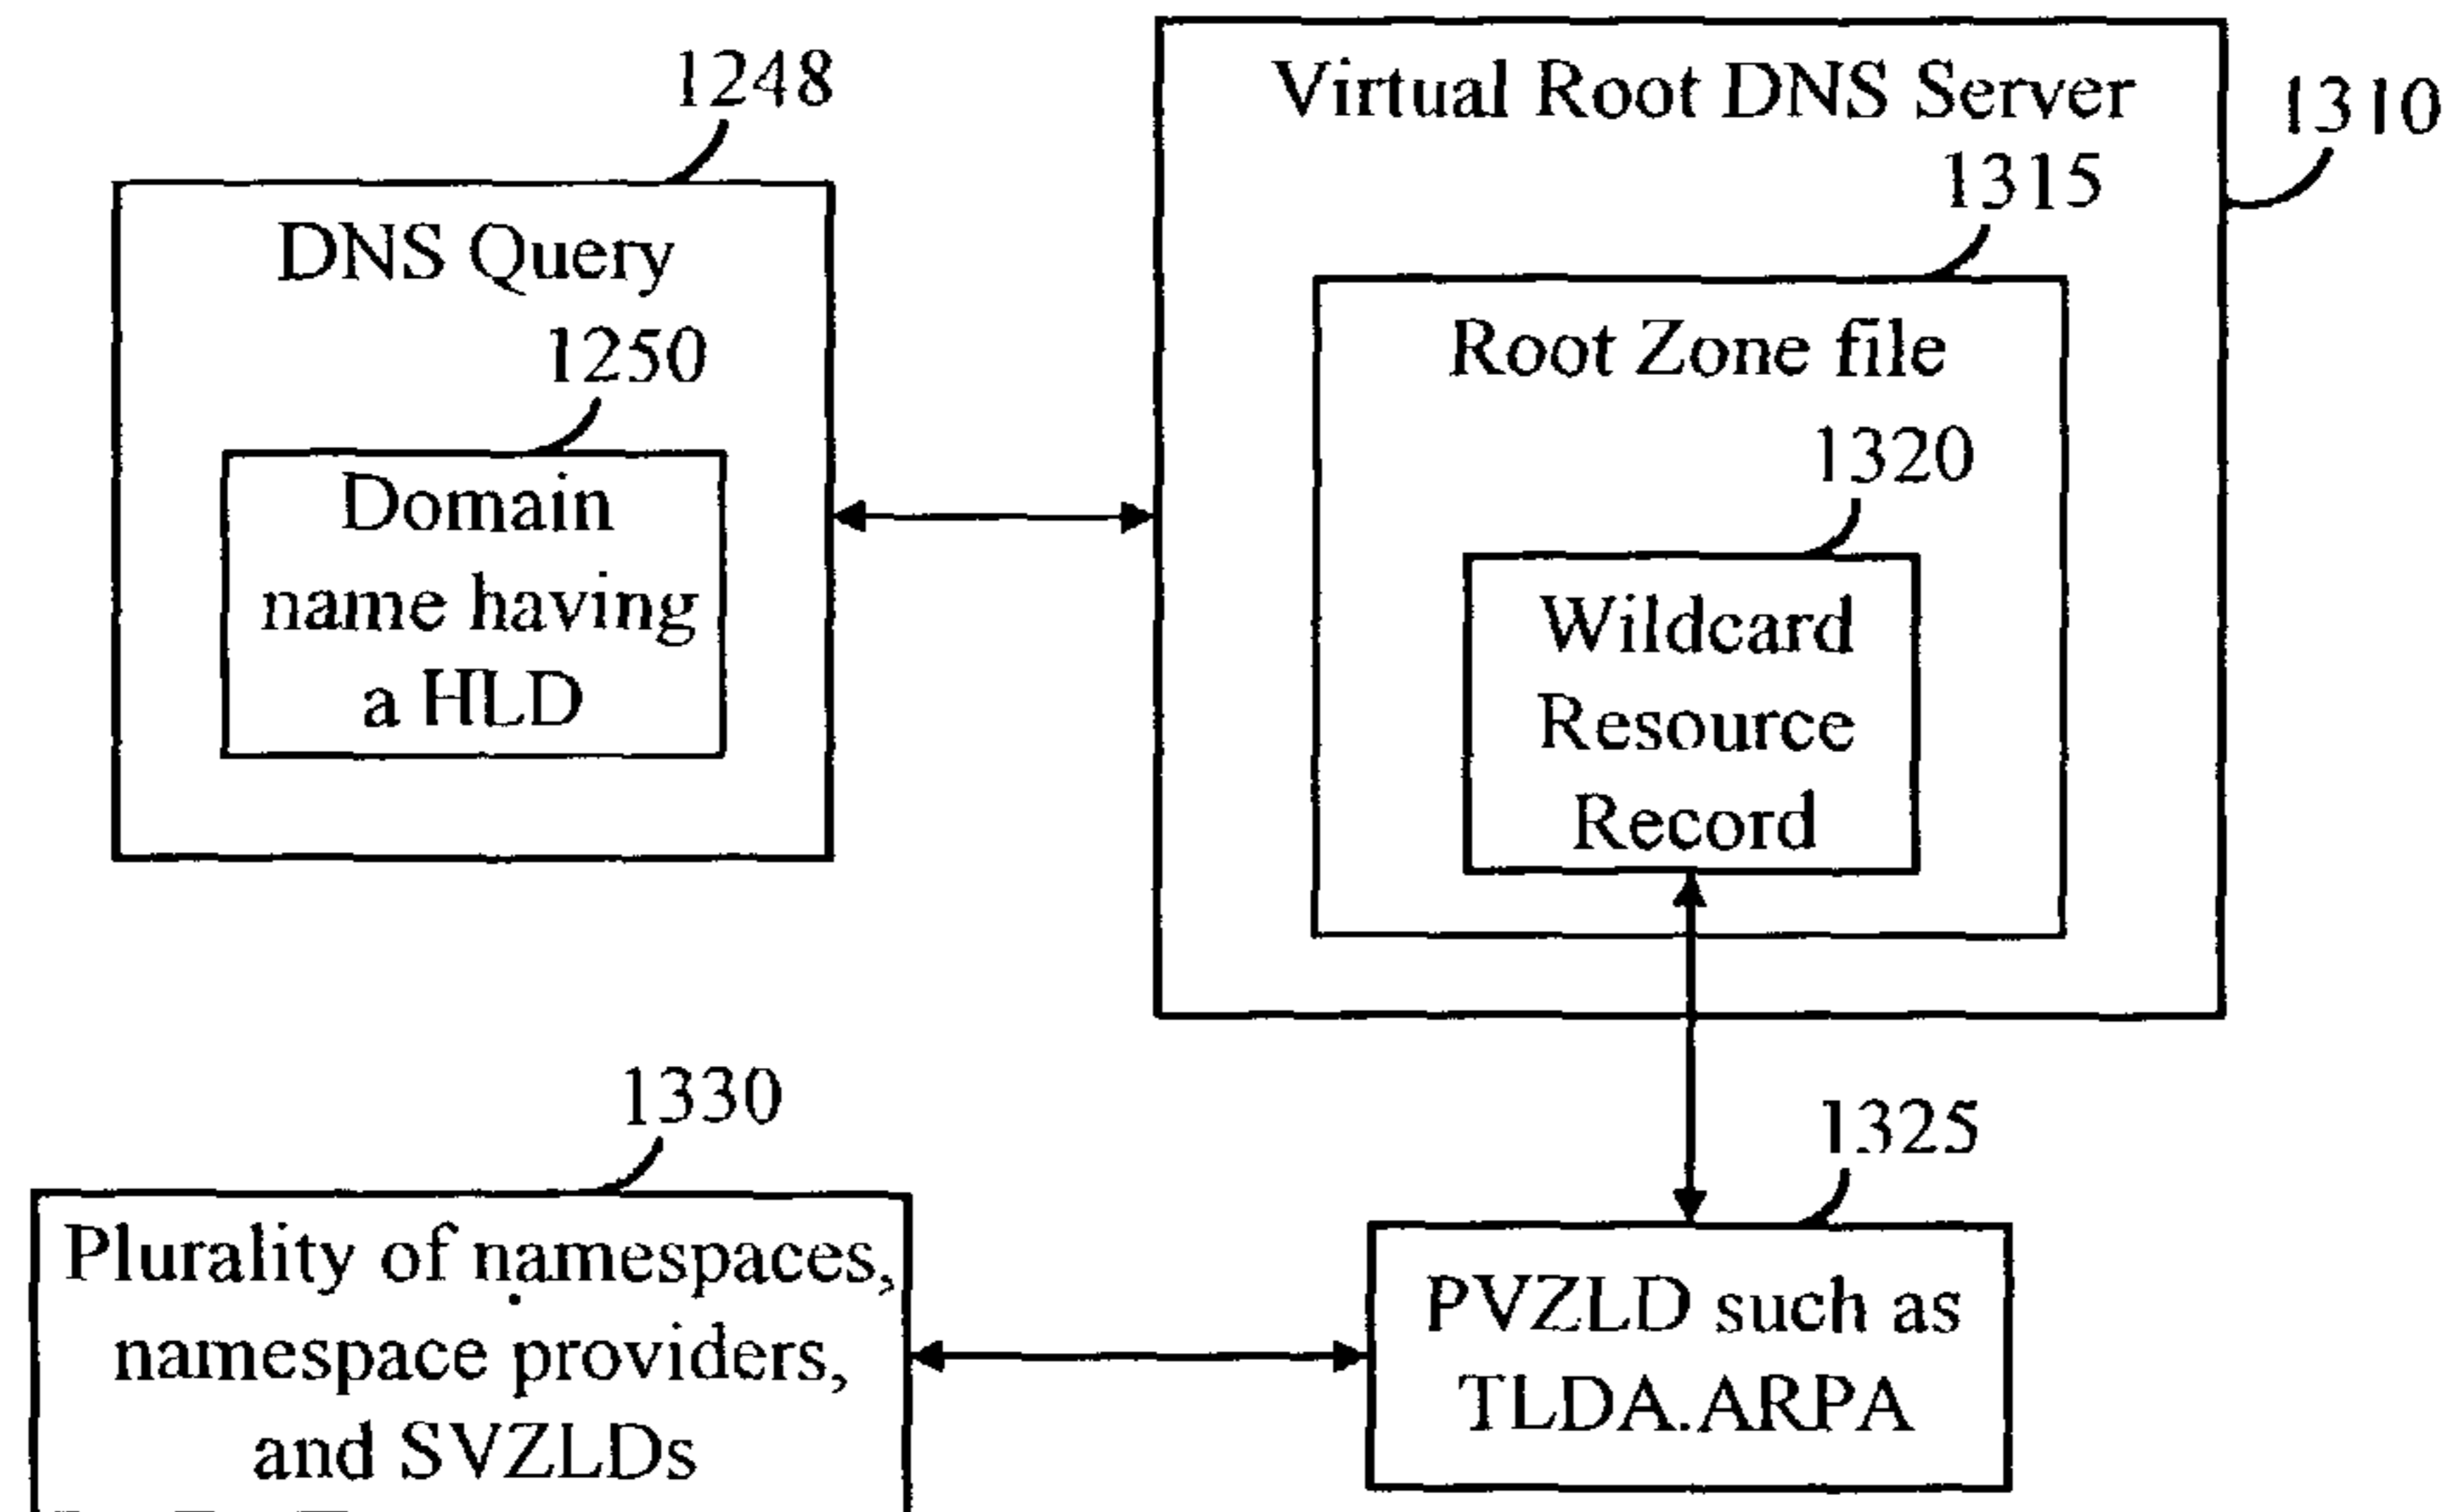 1248
DNS Query
1250
Domain
name having
a HLD
Virtual Root DNS Server
1310
1315
Root Zone file
1320
Wildcard
Resource
Record
1330
Plurality of namespaces,
namespace providers,
and SVZLDs
1325
PVZLD such as
TLDA.ARPA